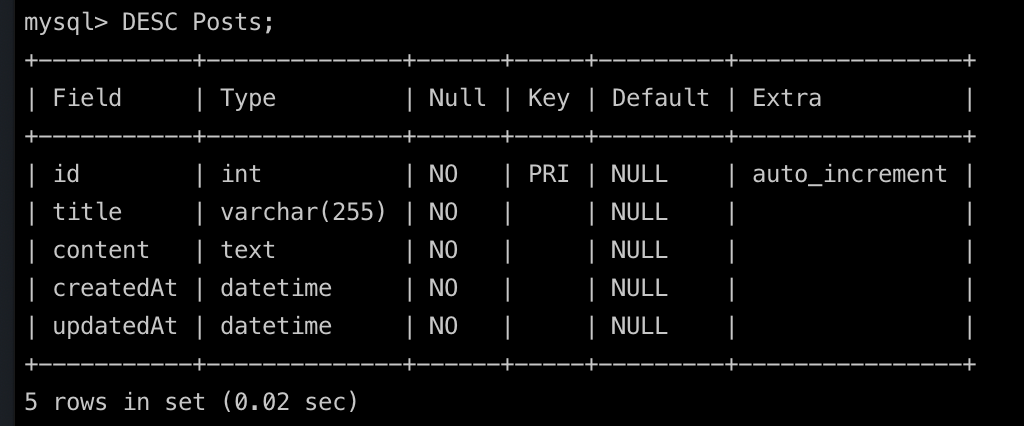 mysql> DESC Posts;
+-----------+--------------+------+-----+---------+----------------+
| Field     | Type         | Null | Key | Default | Extra          |
+-----------+--------------+------+-----+---------+----------------+
| id        | int          | NO   | PRI | NULL    | auto_increment |
| title     | varchar(255) | NO   |     | NULL    |                |
| content   | text         | NO   |     | NULL    |                |
| createdAt | datetime     | NO   |     | NULL    |                |
| updatedAt | datetime     | NO   |     | NULL    |                |
+-----------+--------------+------+-----+---------+----------------+
5 rows in set (0.02 sec)